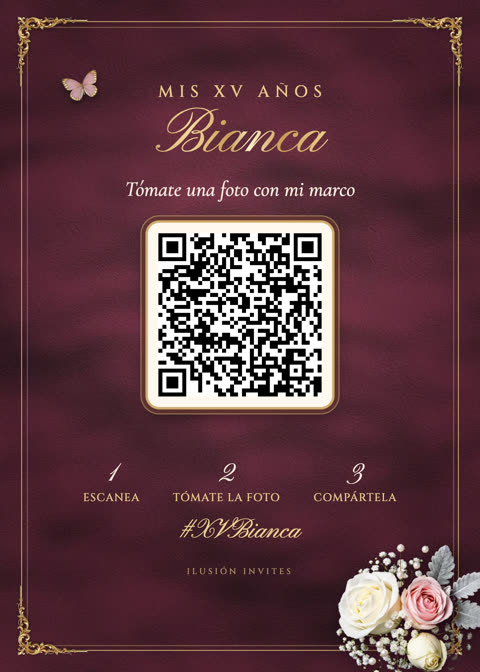 MIS XV AÑOS
Bianca
Tómate una foto con mi marco
1 2 3
ESCANEA TÓMATE LA FOTO COMPÁRTELA
#XVBianca
ILUSIÓN INVITES